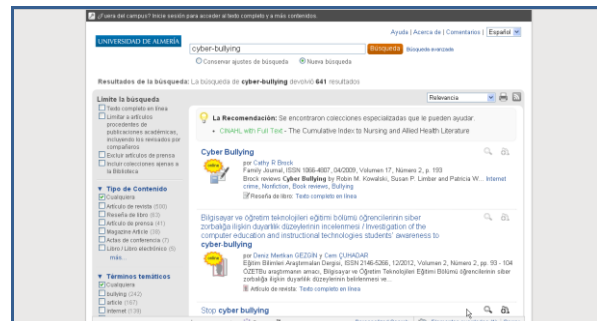 ¿Fuera del campus? Inicie sesión para acceder al texto completo y a más contenidos.
Ayuda | Acerca de | Comentarios | Español
UNIVERSIDAD DE ALMERÍA
cyber-bullying
Búsqueda
Búsqueda avanzada
Conservar ajustes de búsqueda
Nueva búsqueda
Resultados de la búsqueda: La búsqueda de cyber-bullying devolvió 641 resultados
Relevancia
Limite la búsqueda
Texto completo en línea
Limitar a artículos
procedentes de
publicaciones académicas,
incluyendo los revisados por
compañeros
Excluir artículos de prensa
Incluir colecciones ajenas a
la Biblioteca
Tipo de Contenido
Cualquiera
Artículo de revista (500)
Reseña de libro (63)
Artículo de prensa (41)
Magazine Article (38)
Actas de conferencia (7)
Libro / Libro electrónico (5)
más...
Términos temáticos
Cualquiera
bullying (242)
article (167)
internet (139)
La Recomendación: Se encontraron colecciones especializadas que le pueden ayudar.
CINAHL with Full Text - The Cumulative Index to Nursing and Allied Health Literature
Cyber Bullying
por Cathy R Brock
Family Journal, ISSN 1066-4807, 04/2009, Volumen 17, Número 2, p. 193
Brock reviews Cyber Bullying by Robin M. Kowalski, Susan P. Limber and Patricia W... Internet
crime, Nonfiction, Book reviews, Bullying
Reseña de libro: Texto completo en línea
Bilgisayar ve öğretim teknolojileri eğitimi bölümü öğrencilerinin siber
zorbalığa ilişkin duyarlılık düzeylerinin incelenmesi / Investigation of the
computer education and instructional technologies students' awareness to
cyber-bullying
por Deniz Mertkan GEZGİN y Cem ÇUHADAR
Eğitim Bilimleri Araştırmaları Dergisi, ISSN 2146-5266, 12/2012, Volumen 2, Número 2, pp. 93 - 104
ÖZETBu araştırmanın amacı, Bilgisayar ve Öğretim Teknolojileri Eğitimi Bölümü öğrencilerinin siber
zorbalığa ilişkin duyarlılık düzeylerinin belirlenmesi ve...
Artículo de revista: Texto completo en línea
Stop cyber bullying